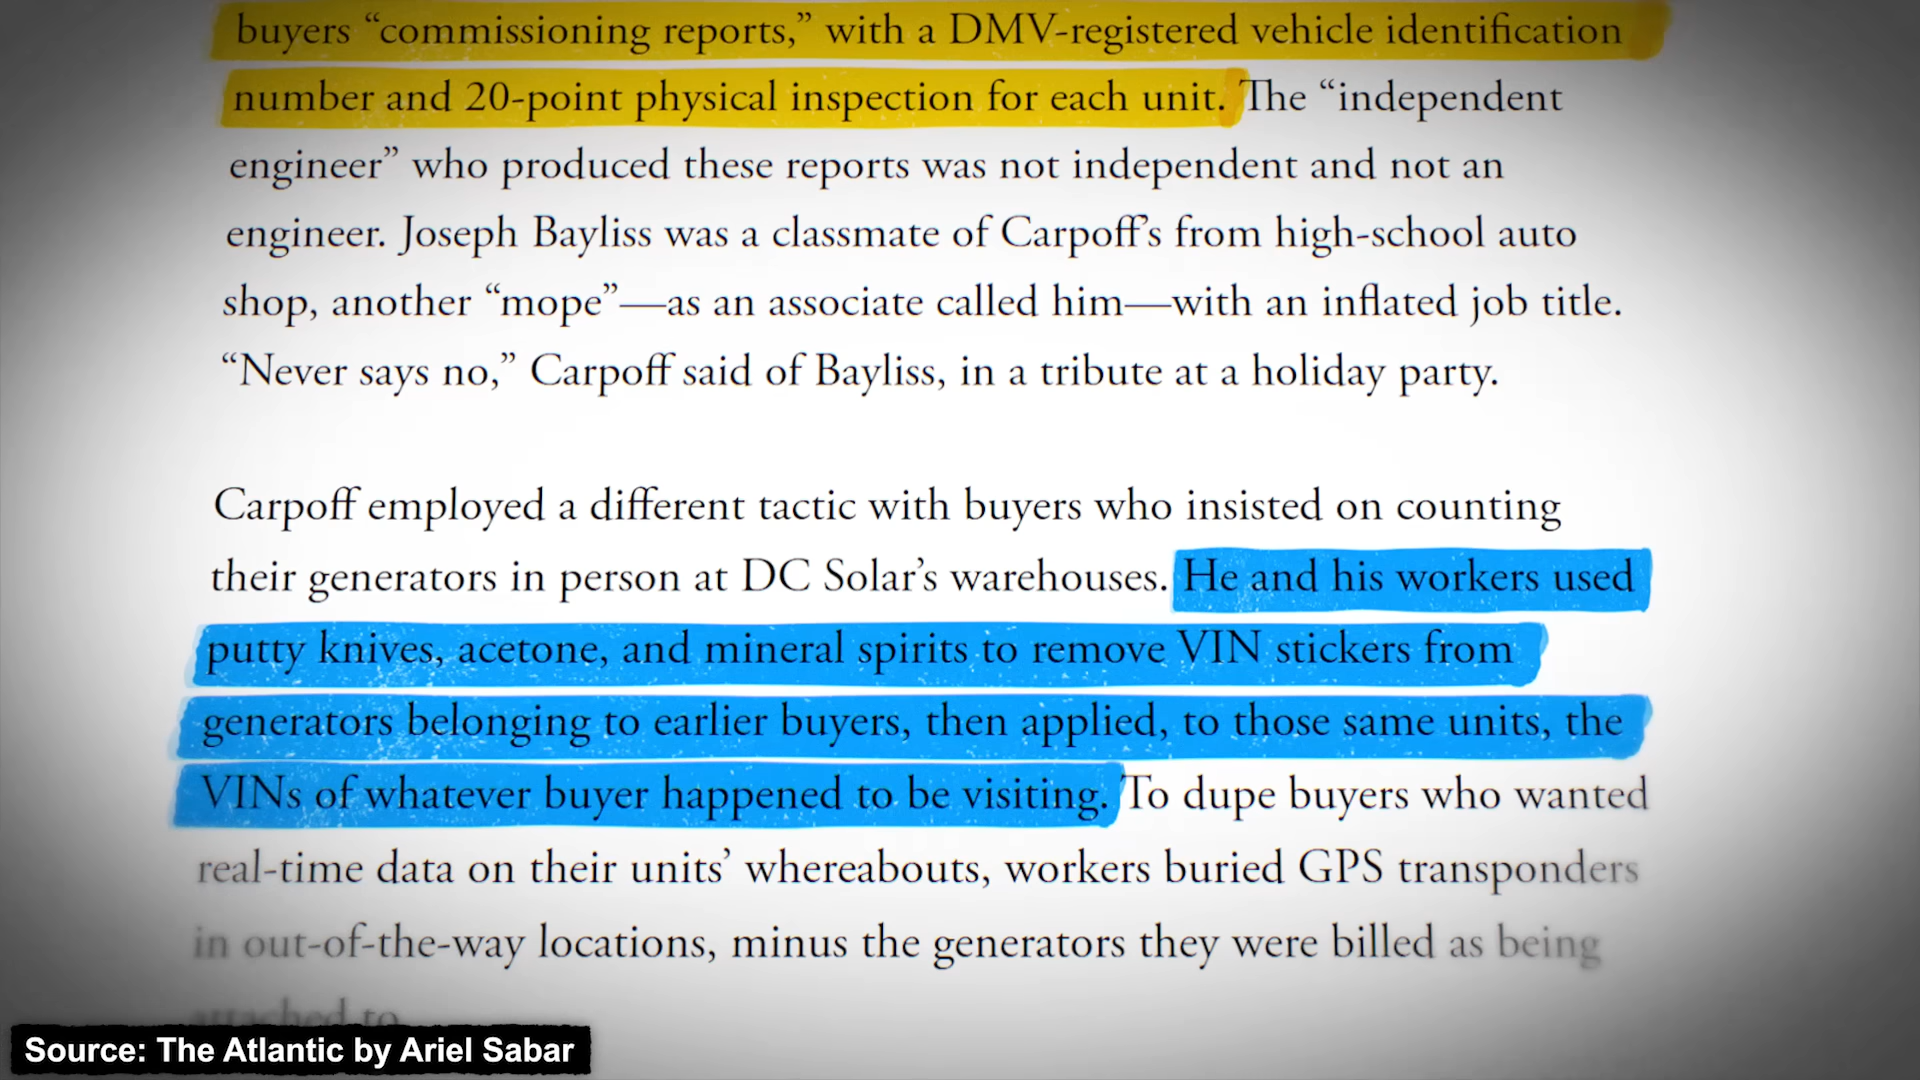 buyers “commissioning reports,” with a DMV-registered vehicle identification
number and 20-point physical inspection for each unit. The “independent
engineer” who produced these reports was not independent and not an
engineer. Joseph Bayliss was a classmate of Carpoff’s from high-school auto
shop, another “mope”—as an associate called him—with an inflated job title.
“Never says no,” Carpoff said of Bayliss, in a tribute at a holiday party.
Carpoff employed a different tactic with buyers who insisted on counting
their generators in person at DC Solar’s warehouses. He and his workers used
putty knives, acetone, and mineral spirits to remove VIN stickers from
generators belonging to earlier buyers, then applied, to those same units, the
VINs of whatever buyer happened to be visiting. To dupe buyers who wanted
real-time data on their units’ whereabouts, workers buried GPS transponders
in out-of-the-way locations, minus the generators they were billed as being
attached to
Source: The Atlantic by Ariel Sabar